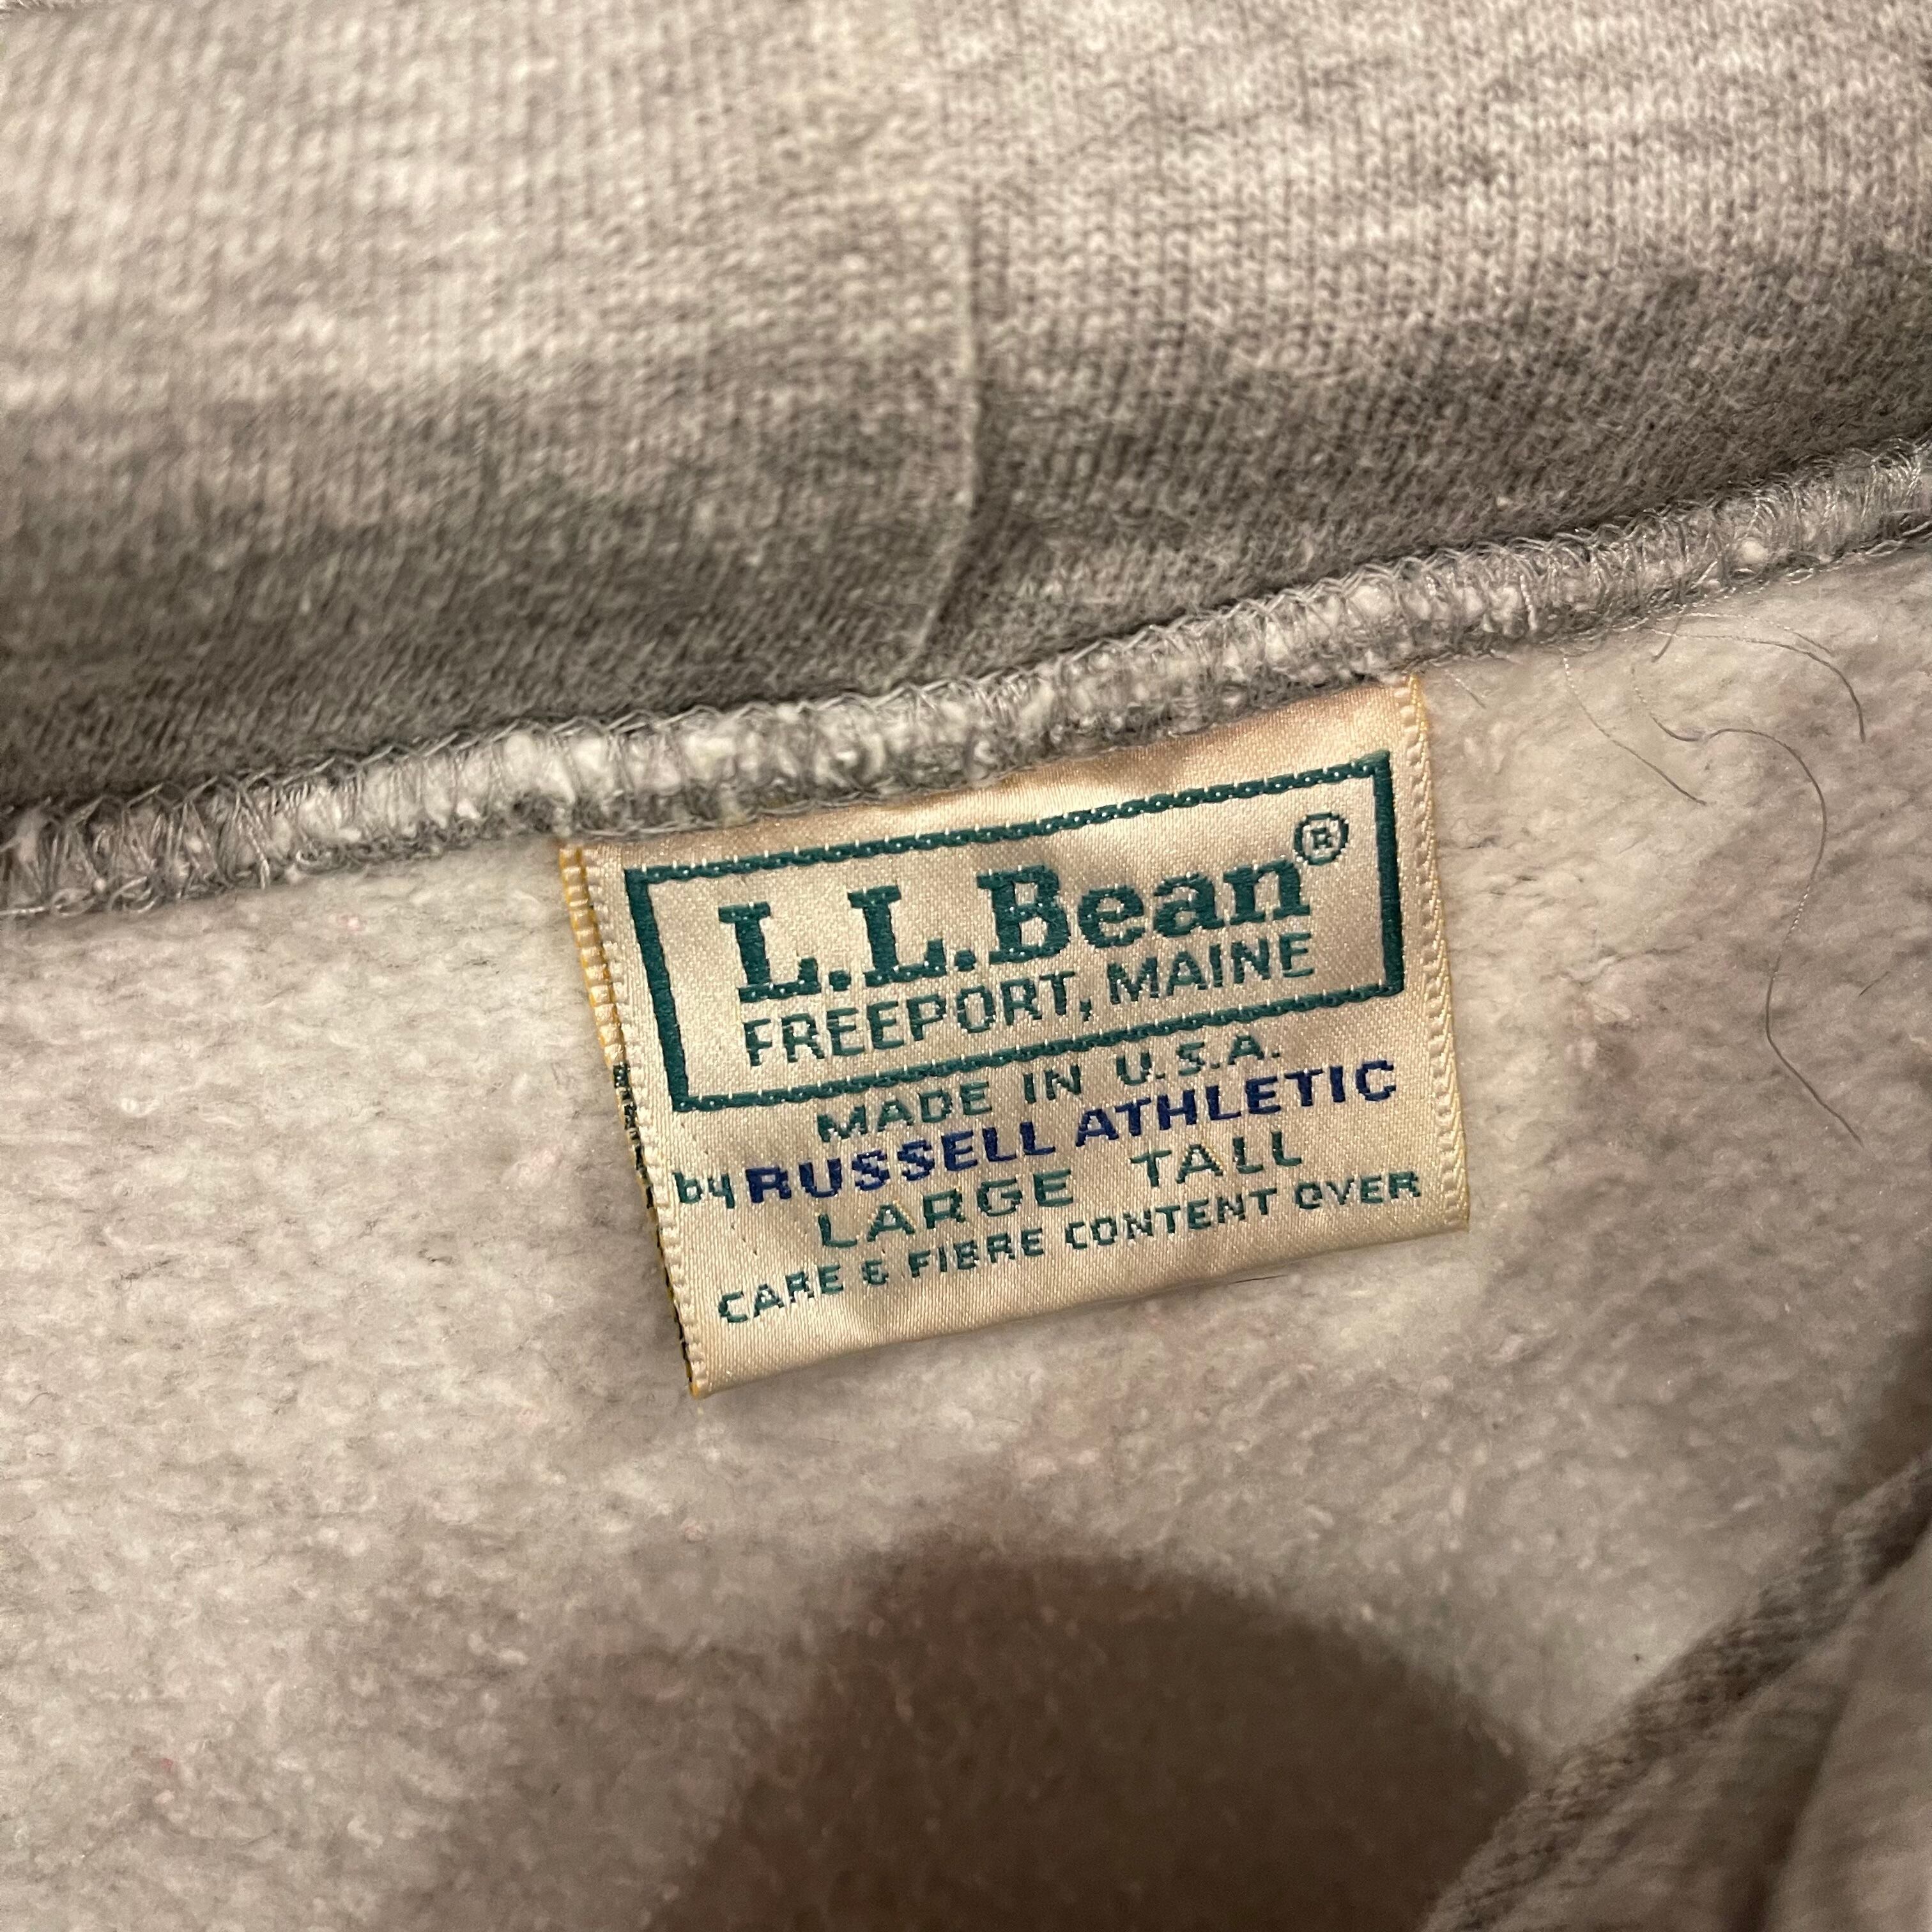 L.L.Bean®
FREEPORT, MAINE
MADE IN U.S.A.
by RUSSELL ATHLETIC
LARGE TALL
CARE & FIBRE CONTENT OVER